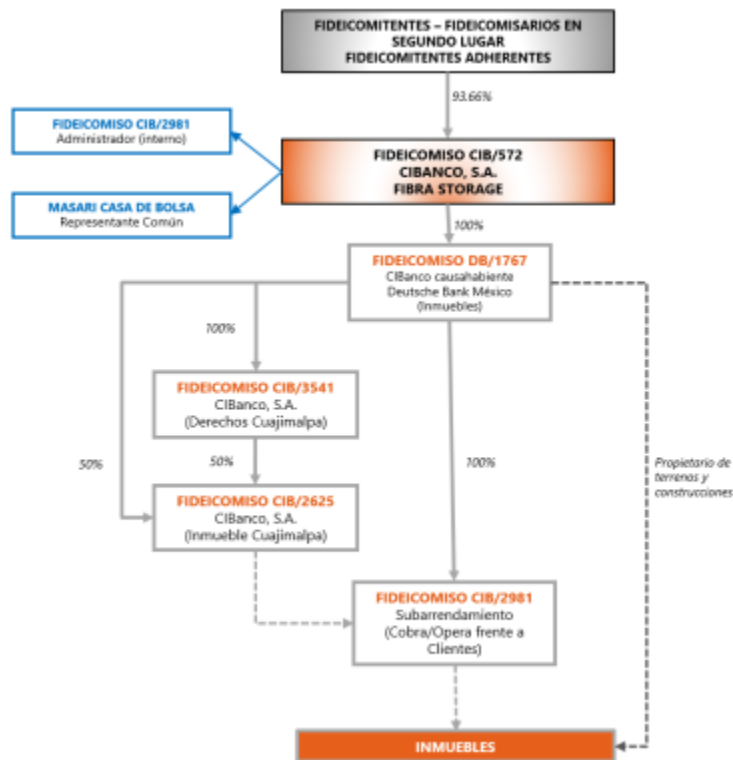 FIDEICOMITENTES – FIDEICOMISARIOS EN
SEGUNDO LUGAR
FIDEICOMITENTES ADHERENTES
93.66%
FIDEICOMISO CIB/2981
Administrador (interno)
FIDEICOMISO CIB/572
CIBANCO, S.A.
FIBRA STORAGE
MASARI CASA DE BOLSA
Representante Común
100%
FIDEICOMISO DB/1767
CIBanco causahabiente
Deutsche Bank México
(Inmuebles)
100%
FIDEICOMISO CIB/3541
CIBanco, S.A.
(Derechos Cuajimalpa)
50%
50%
100%
Propietario de
terrenos y
construcciones
FIDEICOMISO CIB/2625
CIBanco, S.A.
(Inmueble Cuajimalpa)
FIDEICOMISO CIB/2981
Subarrendamiento
(Cobra/Opera frente a
Clientes)
INMUEBLES